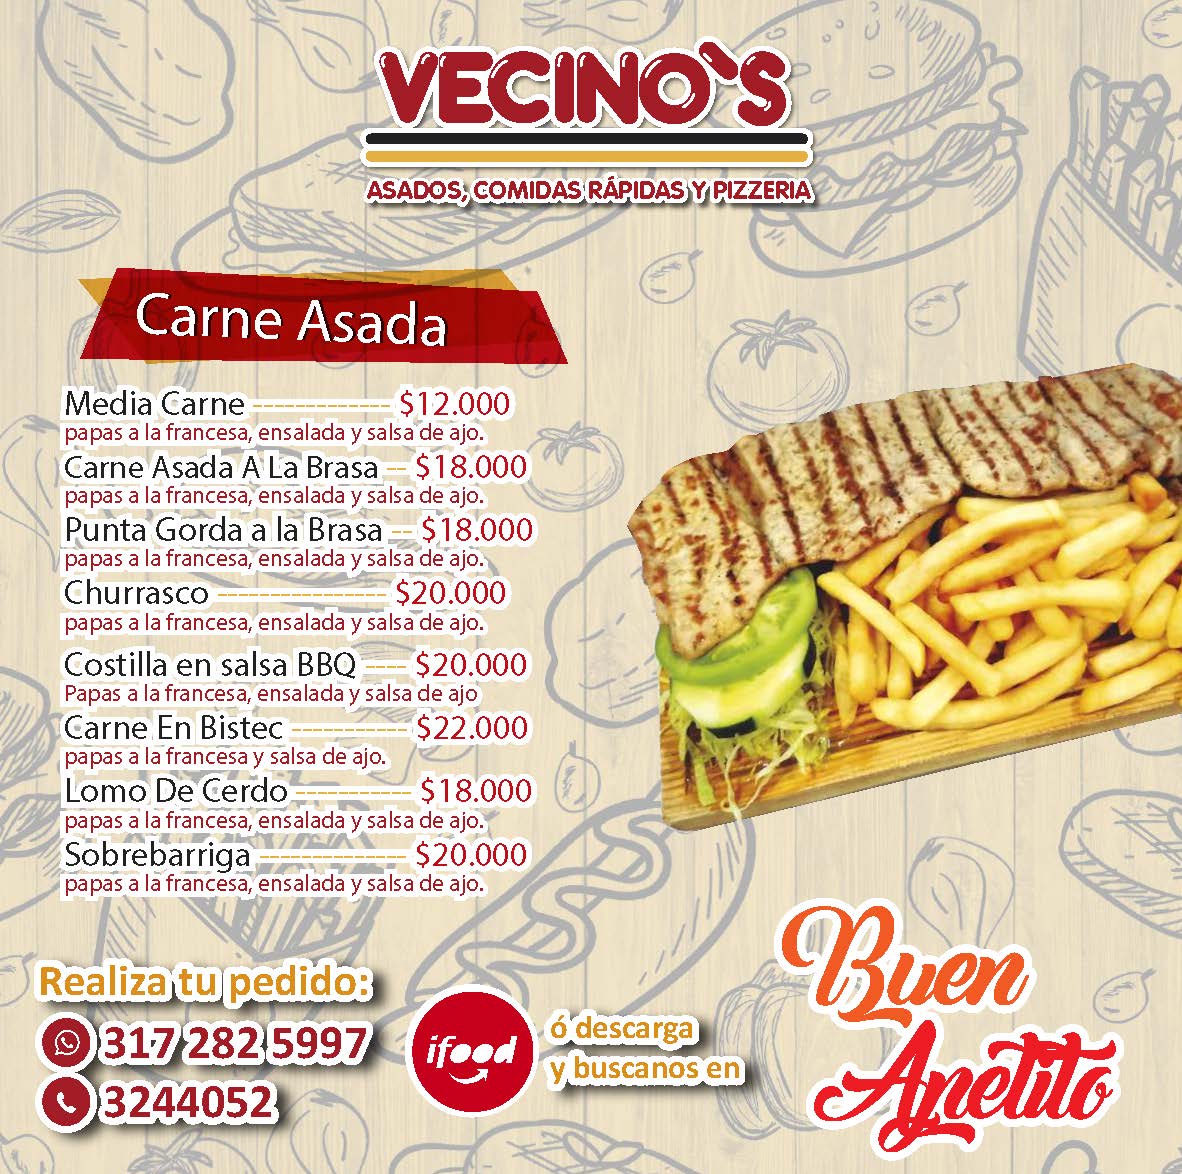 VECINO`S
ASADOS, COMIDAS RÁPIDAS Y PIZZERIA
Carne Asada
Media Carne ------------- $12.000
papas a la francesa, ensalada y salsa de ajo.
Carne Asada A La Brasa -- $18.000
papas a la francesa, ensalada y salsa de ajo.
Punta Gorda a la Brasa -- $18.000
papas a la francesa, ensalada y salsa de ajo.
Churrasco ---------------- $20.000
papas a la francesa, ensalada y salsa de ajo.
Costilla en salsa BBQ ---- $20.000
Papas a la francesa, ensalada y salsa de ajo
Carne En Bistec ----------- $22.000
papas a la francesa y salsa de ajo.
Lomo De Cerdo ----------- $18.000
papas a la francesa, ensalada y salsa de ajo.
Sobrebarriga -------------- $20.000
papas a la francesa, ensalada y salsa de ajo.
Realiza tu pedido:
317 282 5997
3244052
ifood
ó descarga
y buscanos en
Buen
Apetito